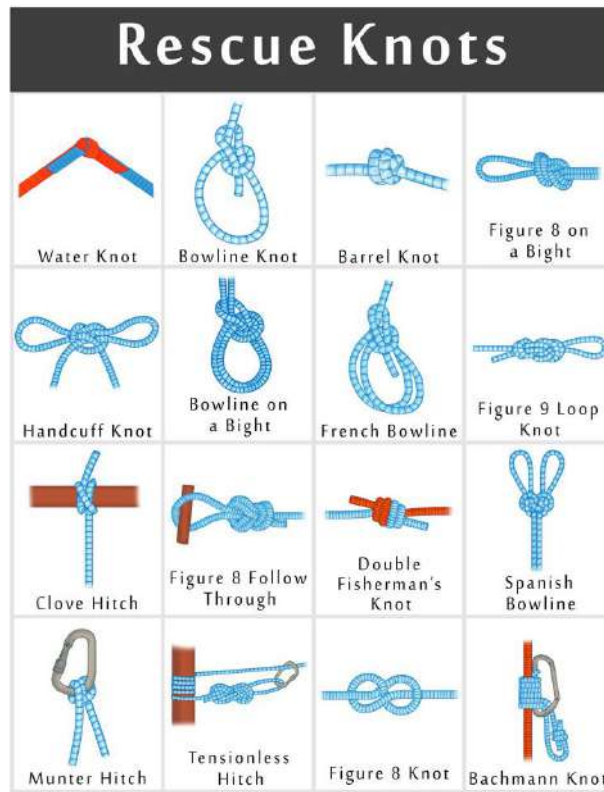 Rescue Knots
Water Knot
Bowline Knot
Barrel Knot
Figure 8 on
a Bight
Handcuff Knot
Bowline on
a Bight
French Bowline
Figure 9 Loop
Knot
Clove Hitch
Figure 8 Follow
Through
Double
Fisherman's
Knot
Spanish
Bowline
Munter Hitch
Tensionless
Hitch
Figure 8 Knot
Bachmann Knot